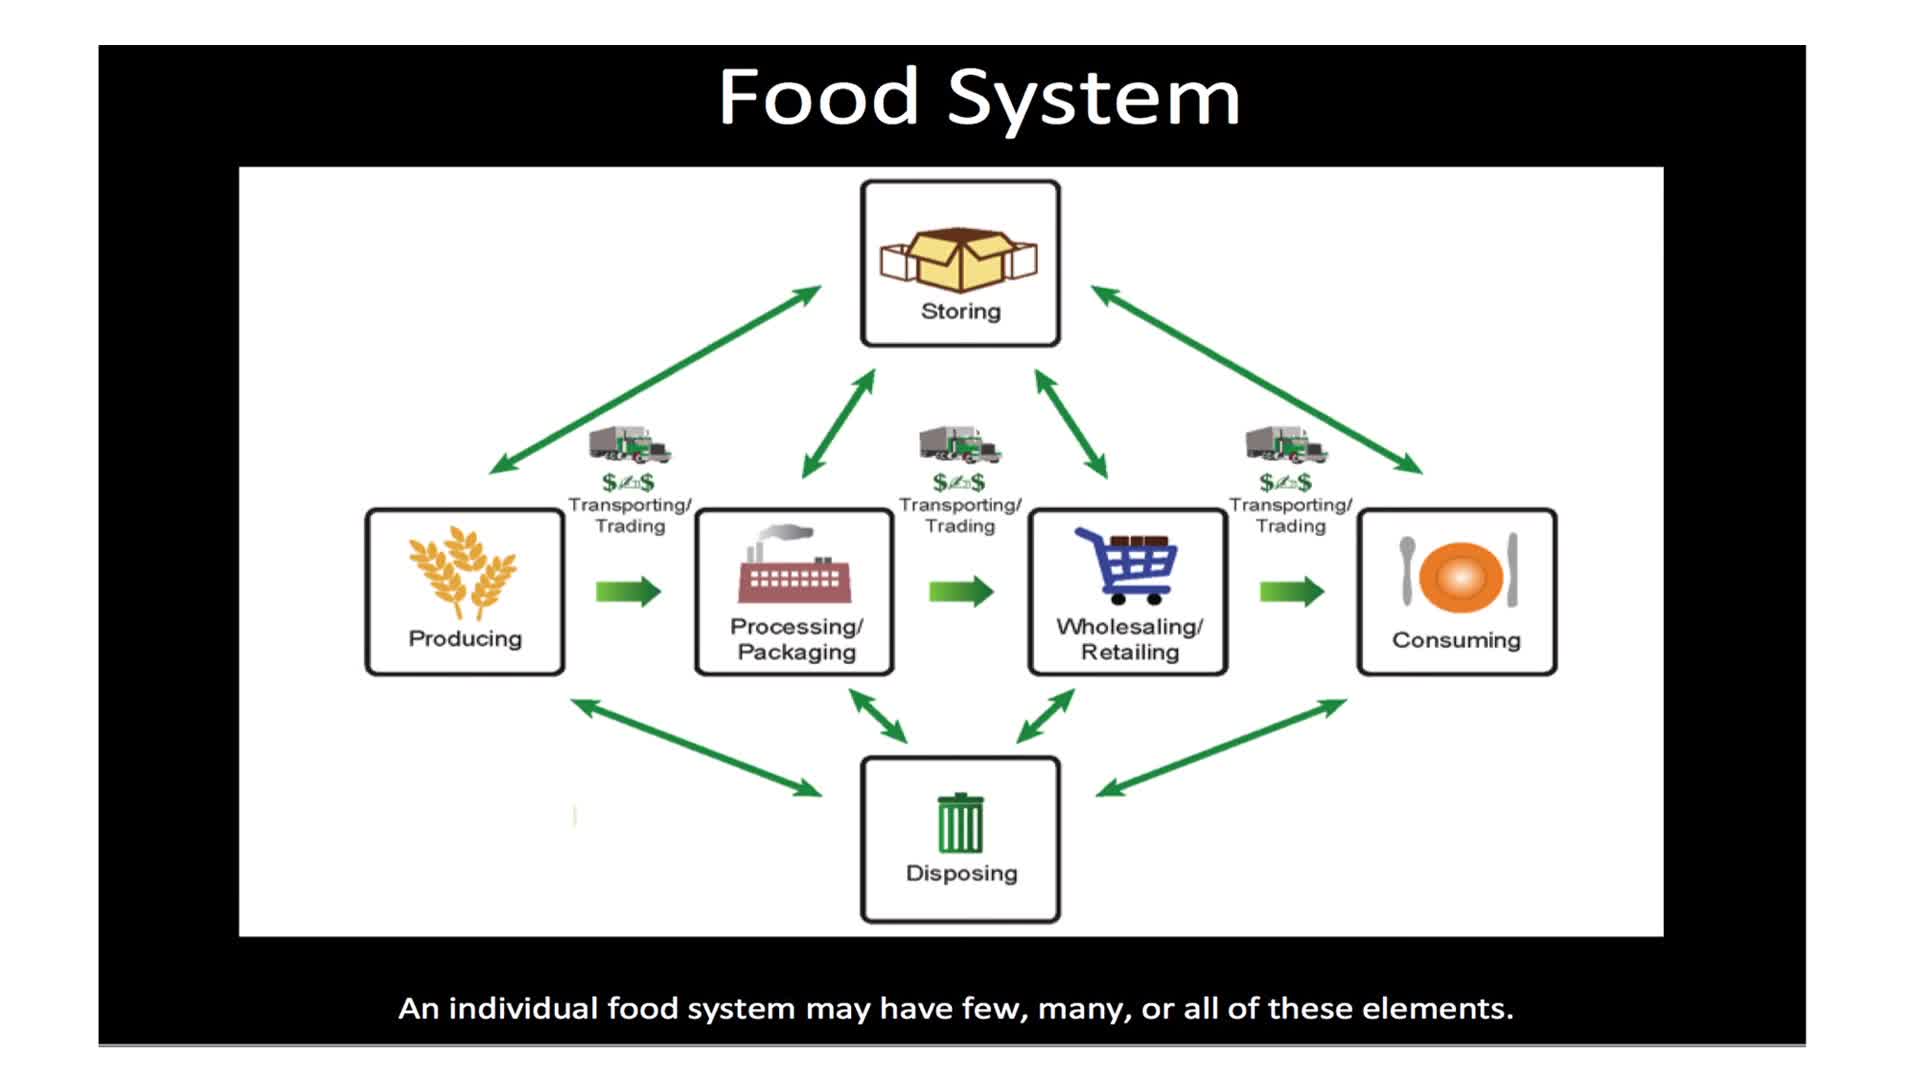 Food System
Storing
$✍$
Transporting/
Trading
$✍$
Transporting/
Trading
$✍$
Transporting/
Trading
Producing
Processing/
Packaging
Wholesaling/
Retailing
Consuming
Disposing
An individual food system may have few, many, or all of these elements.